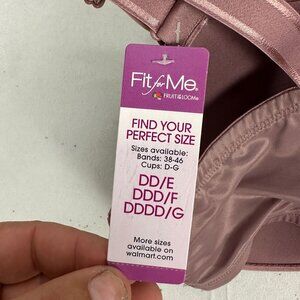 Fit for Me®
FRUIT OF THE LOOM®
FIND YOUR
PERFECT SIZE
Sizes available:
Bands: 38-46
Cups: D-G
DD/E
DDD/F
DDDD/G
More sizes
available on
walmart.com